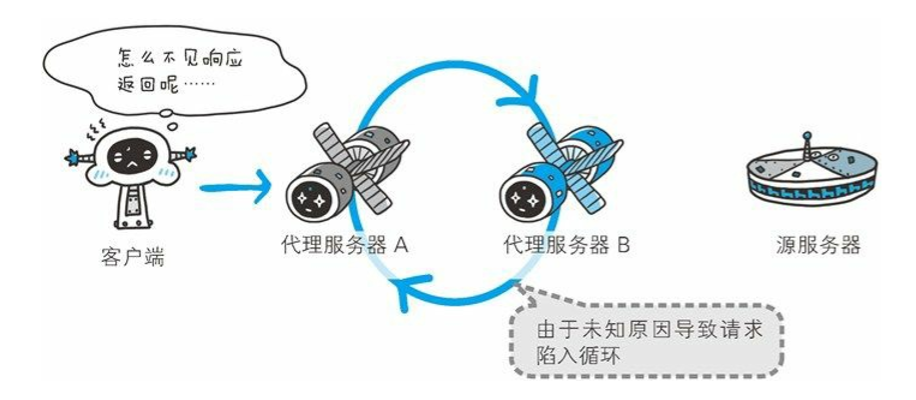 怎么不见响应
返回呢……
客户端
代理服务器 A
代理服务器 B
源服务器
由于未知原因导致请求
陷入循环